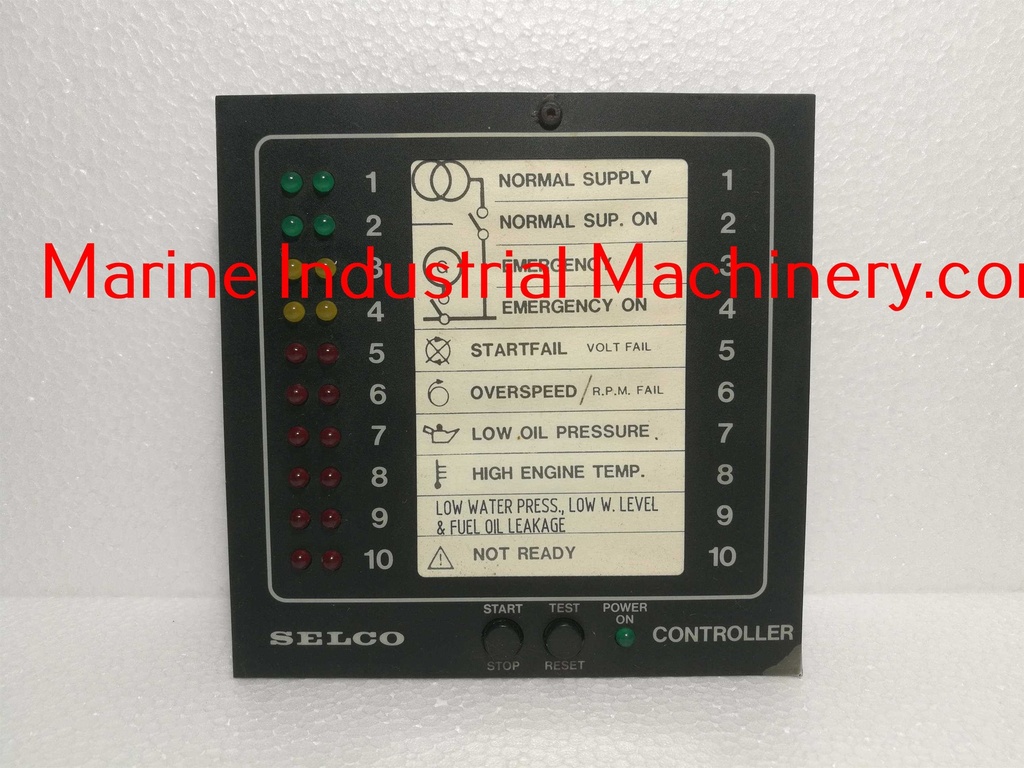 1 NORMAL SUPPLY 1
2 NORMAL SUP. ON 2
Marine Industrial Machinery.com
3 G EMERGENCY 3
4 EMERGENCY ON 4
5 STARTFAIL VOLT FAIL 5
6 OVERSPEED/R.P.M. FAIL 6
7 LOW OIL PRESSURE. 7
8 HIGH ENGINE TEMP. 8
9 LOW WATER PRESS., LOW W. LEVEL 9
& FUEL OIL LEAKAGE
10 NOT READY 10
START TEST POWER
ON
SELCO CONTROLLER
STOP RESET